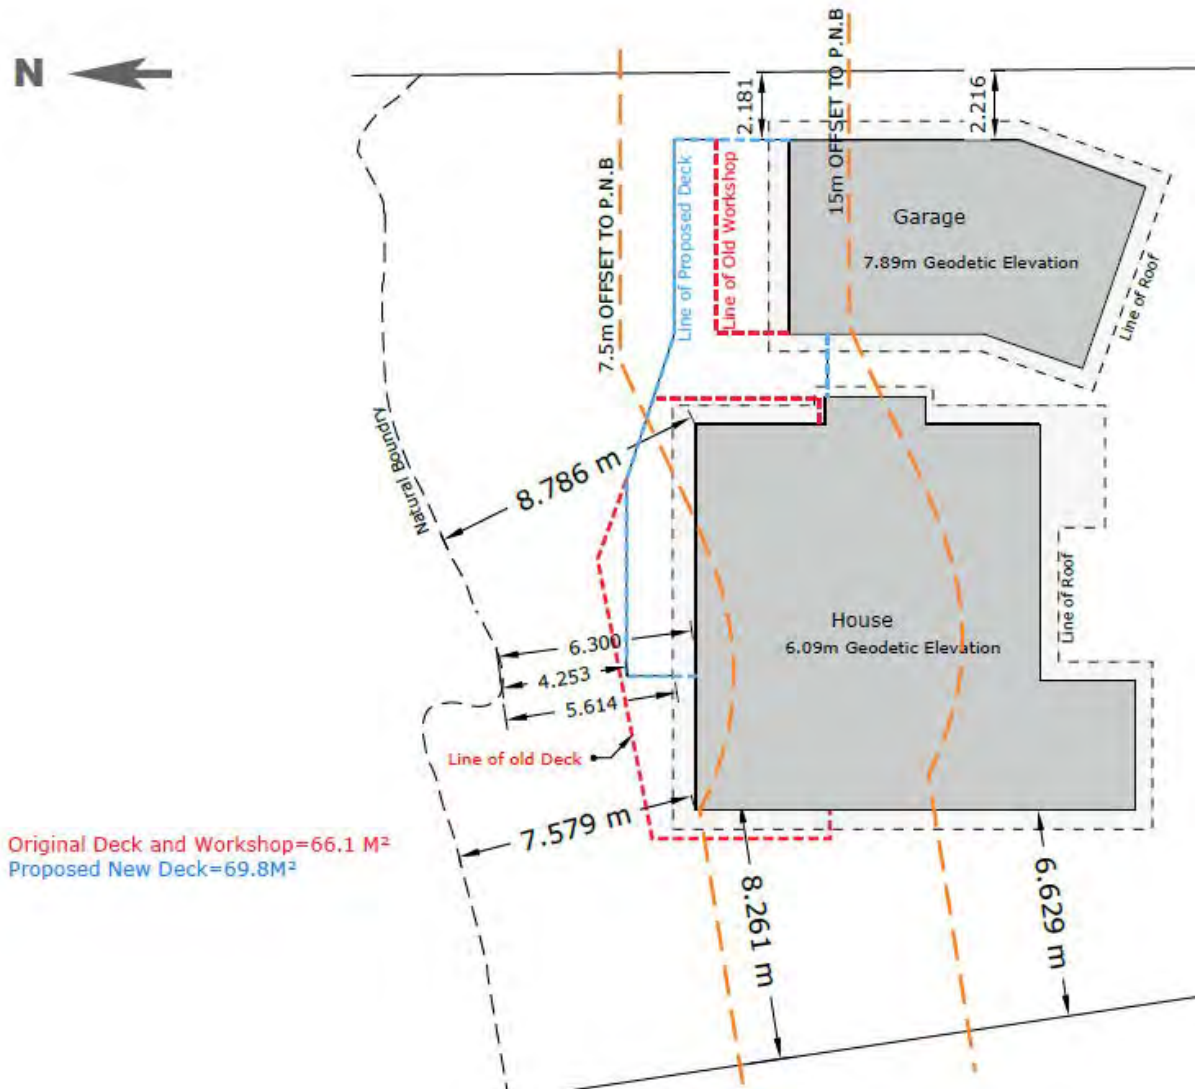 N
2.181
15m OFFSET TO P.N.B
2.216
7.5m OFFSET TO P.N.B
Line of Proposed Deck
Line of Old Workshop
Garage
7.89m Geodetic Elevation
Line of Roof
Natural Boundry
8.786 m
House
6.09m Geodetic Elevation
Line of Roof
6.300
4.253
5.614
Line of old Deck
7.579 m
Original Deck and Workshop=66.1 M²
Proposed New Deck=69.8M²
8.261 m
6.629 m